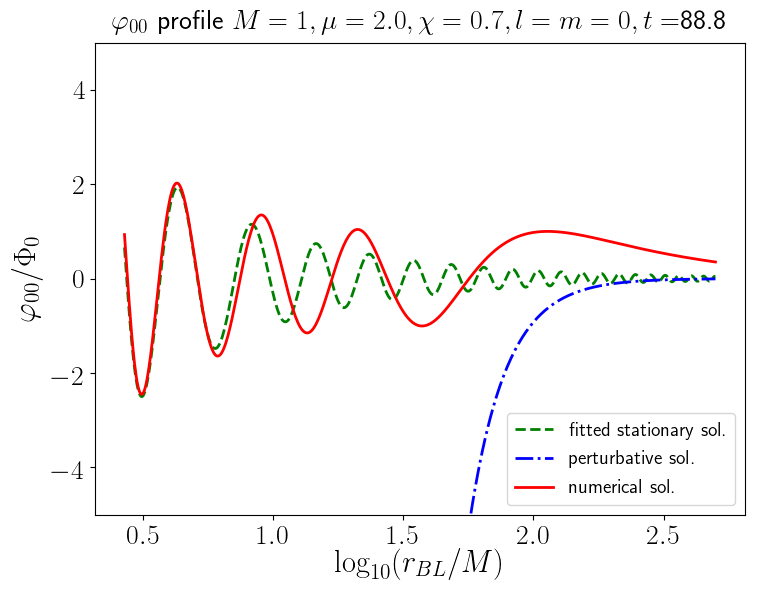 φ₀₀ profile M = 1, μ = 2.0, χ = 0.7, l = m = 0, t =88.8
φ₀₀/Φ₀
4
2
0
−2
−4
fitted stationary sol.
perturbative sol.
numerical sol.
0.5 1.0 1.5 2.0 2.5
log₁₀(r_BL/M)